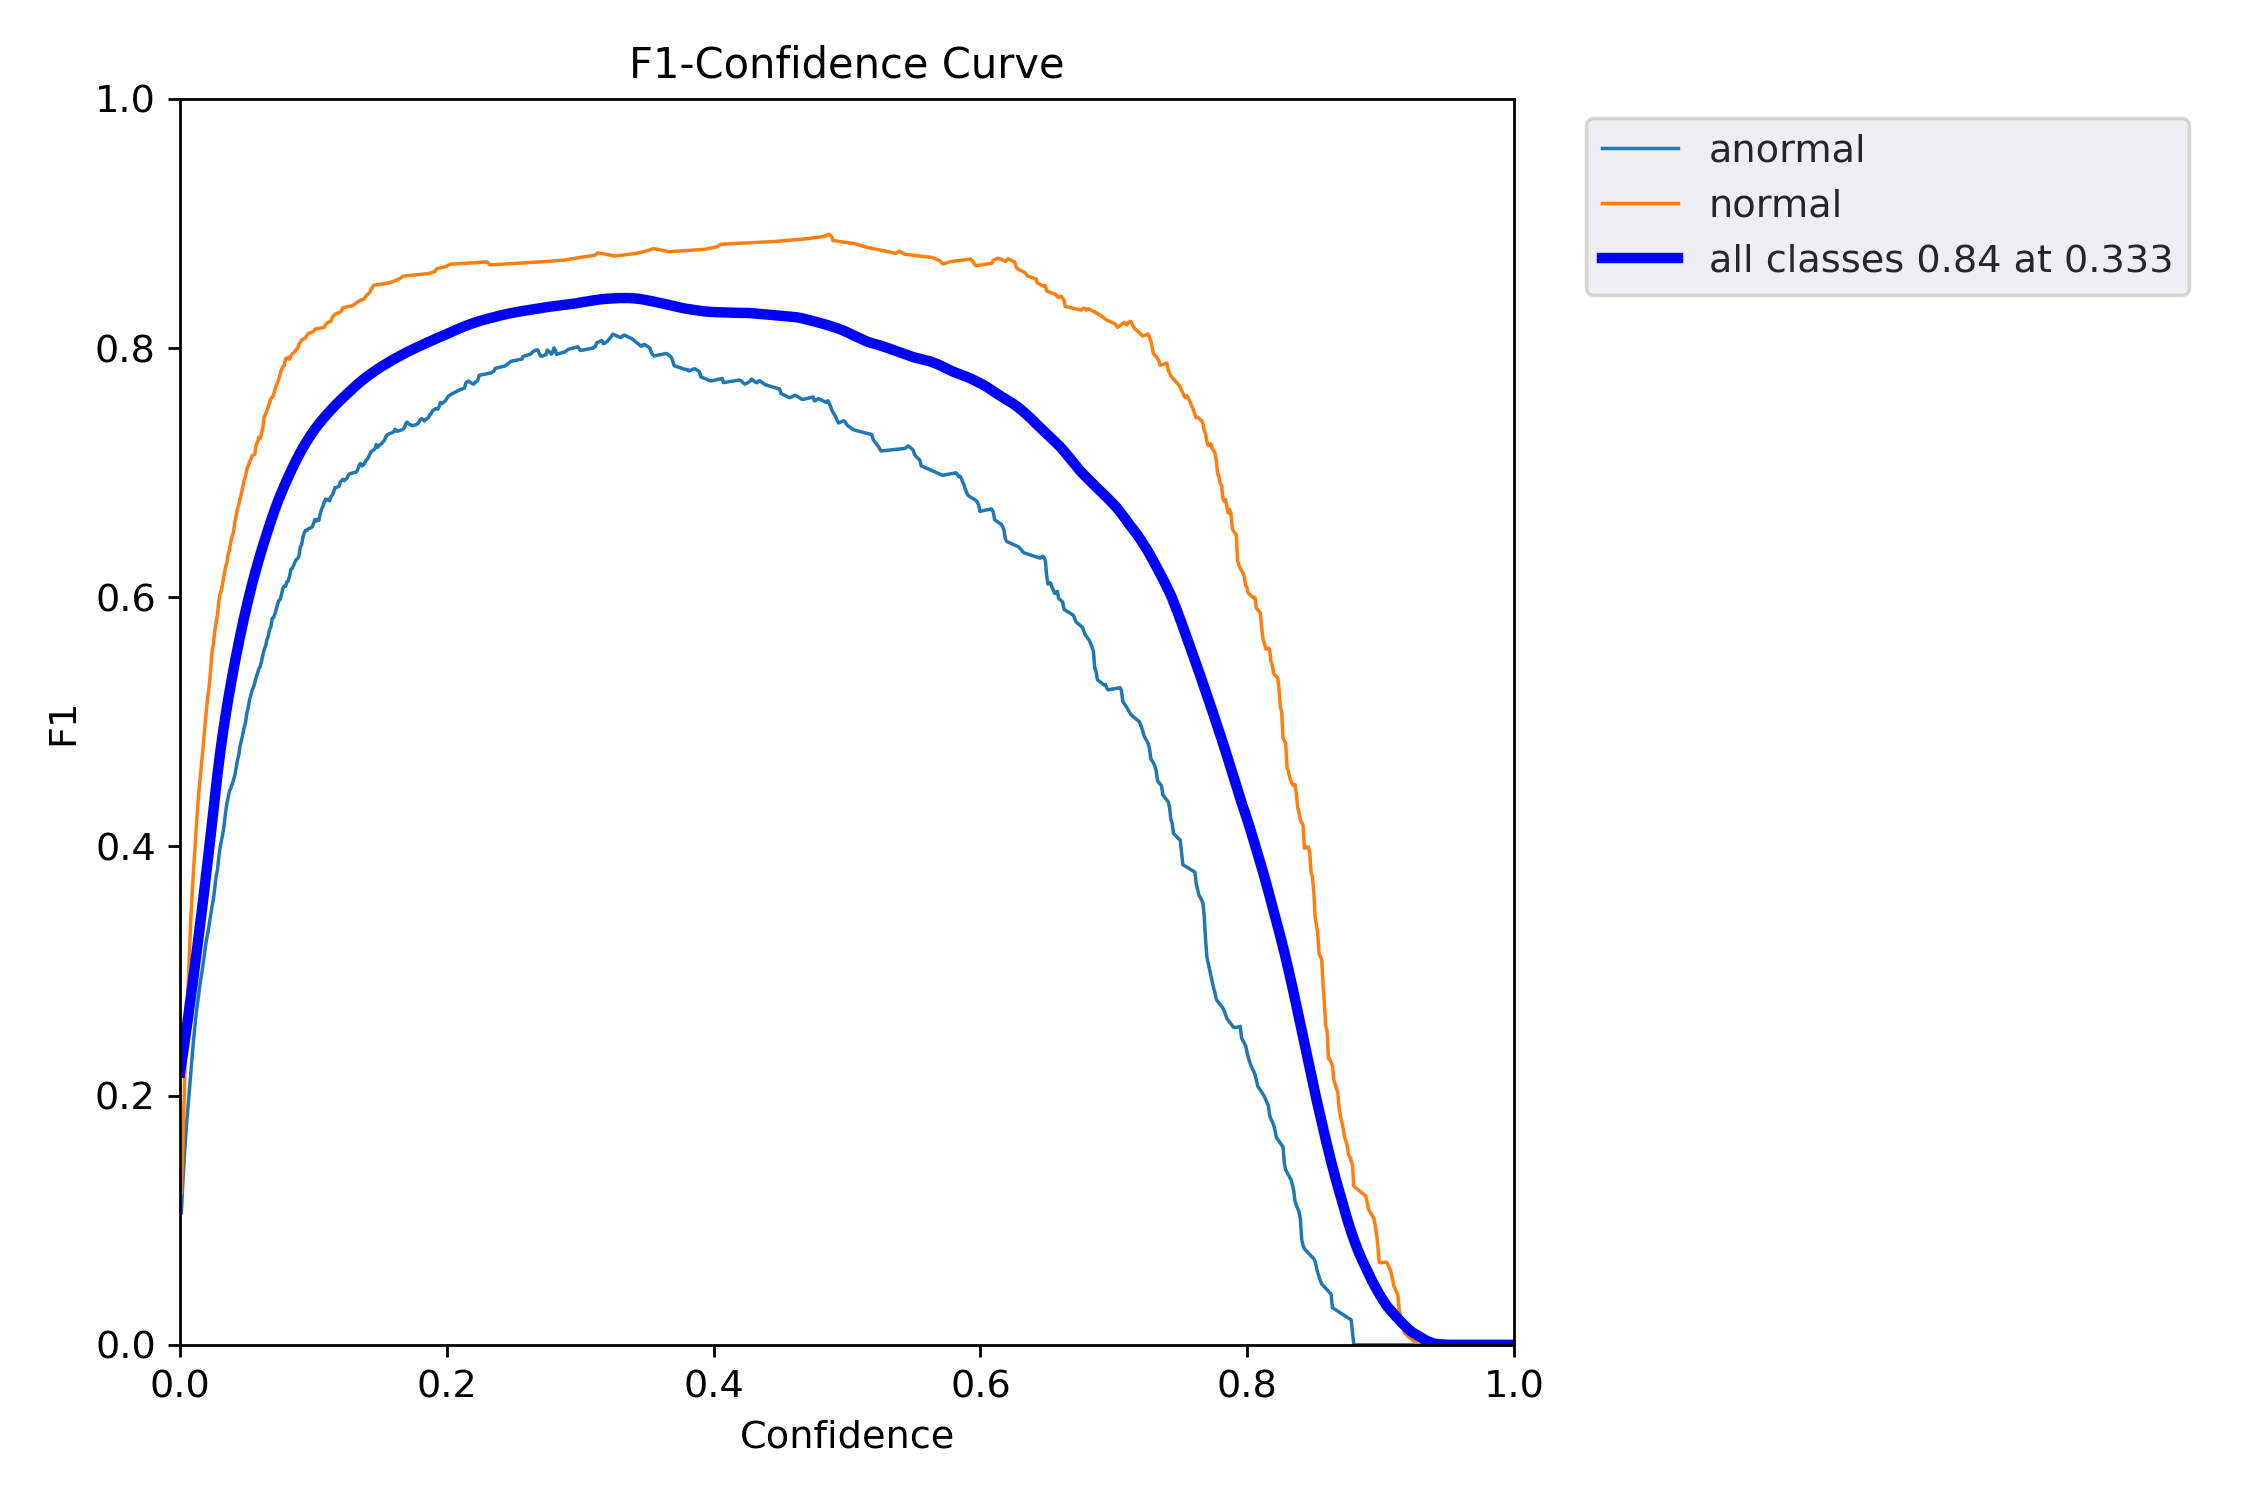 F1-Confidence Curve
1.0
0.8
0.6
0.4
0.2
0.0
F1
0.0 0.2 0.4 0.6 0.8 1.0
Confidence
anormal
normal
all classes 0.84 at 0.333